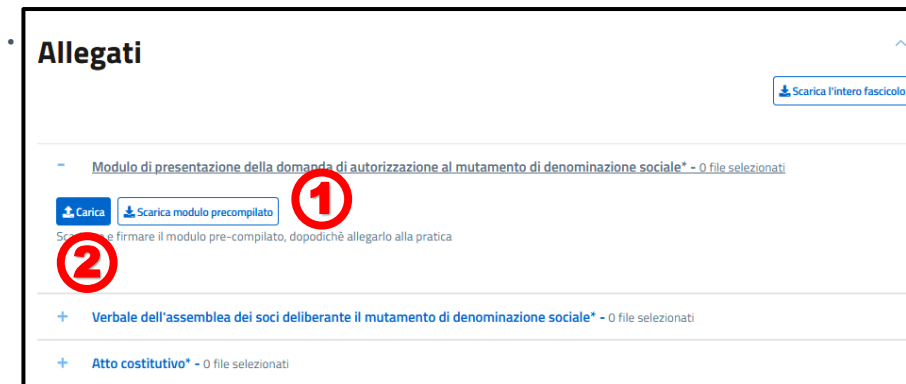 Allegati
Scarica l'intero fascicolo
Modulo di presentazione della domanda di autorizzazione al mutamento di denominazione sociale* - 0 file selezionati
1
Carica Scarica modulo precompilato
e firmare il modulo pre-compilato, dopodichè allegarlo alla pratica
2
Verbale dell'assemblea dei soci deliberante il mutamento di denominazione sociale* - 0 file selezionati
Atto costitutivo* - 0 file selezionati